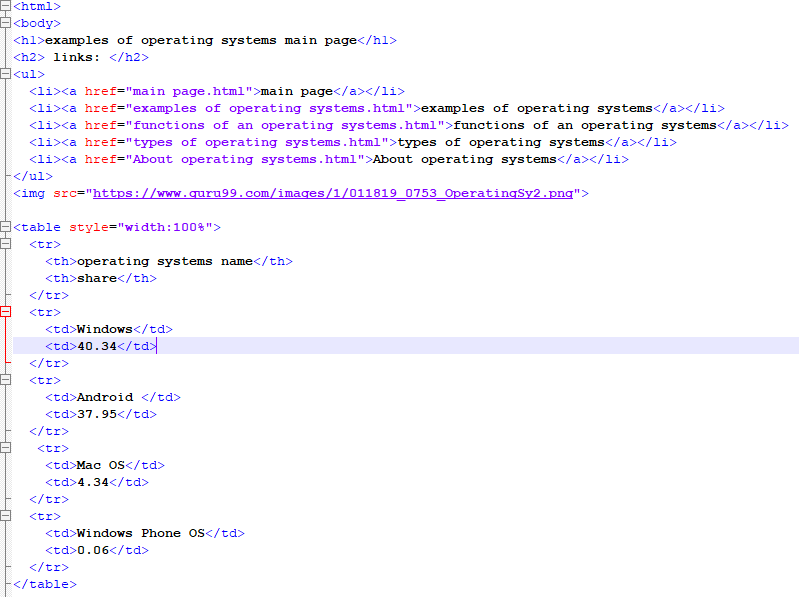 <html>
<body>
<h1>examples of operating systems main page</h1>
<h2> links: </h2>
<ul>
  <li><a href="main page.html">main page</a></li>
  <li><a href="examples of operating systems.html">examples of operating systems</a></li>
  <li><a href="functions of an operating systems.html">functions of an operating systems</a></li>
  <li><a href="types of operating systems.html">types of operating systems</a></li>
  <li><a href="About operating systems.html">About operating systems</a></li>
</ul>
<img src="https://www.guru99.com/images/1/011819_0753_OperatingSy2.png">

<table style="width:100%">
  <tr>
    <th>operating systems name</th>
    <th>share</th>
  </tr>
  <tr>
    <td>Windows</td>
    <td>40.34</td>
  </tr>
  <tr>
    <td>Android </td>
    <td>37.95</td>
  </tr>
   <tr>
    <td>Mac OS</td>
    <td>4.34</td>
  </tr>
  <tr>
    <td>Windows Phone OS</td>
    <td>0.06</td>
  </tr>
</table>